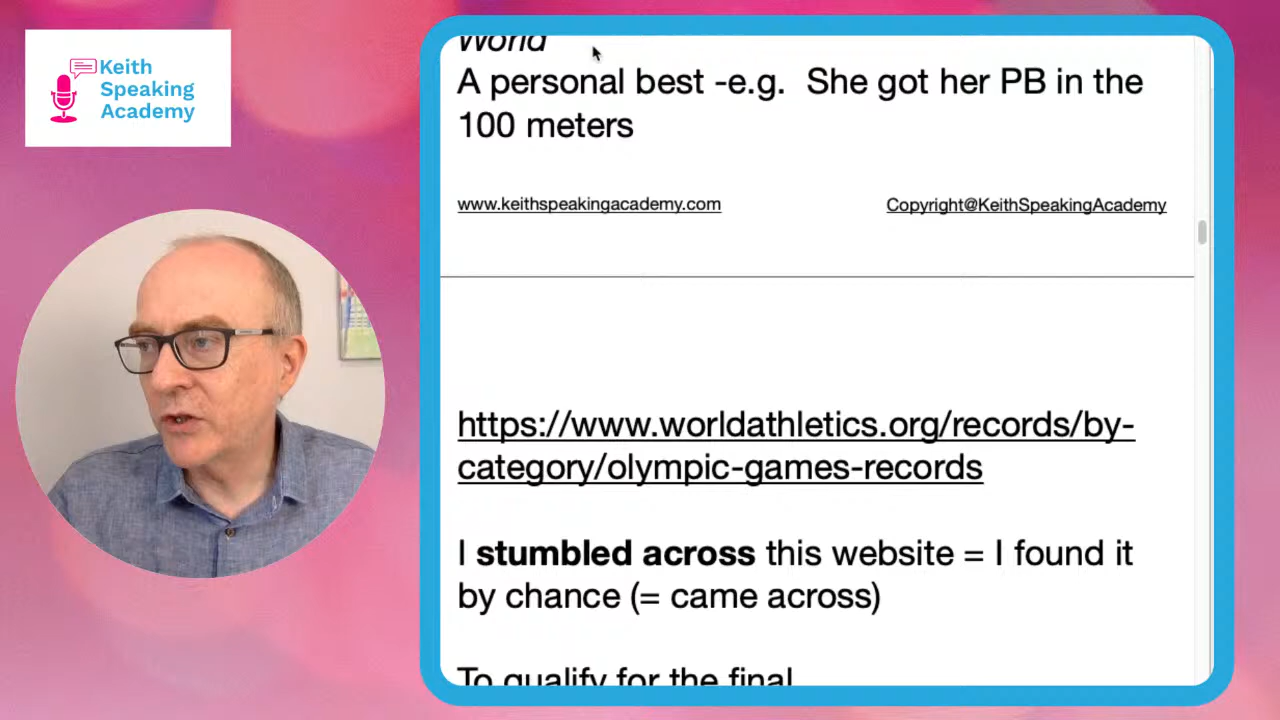 Keith
Speaking
Academy
World
A personal best -e.g. She got her PB in the
100 meters
www.keithspeakingacademy.com
Copyright@KeithSpeakingAcademy
https://www.worldathletics.org/records/by-
category/olympic-games-records
I stumbled across this website = I found it
by chance (= came across)
To qualify for the final